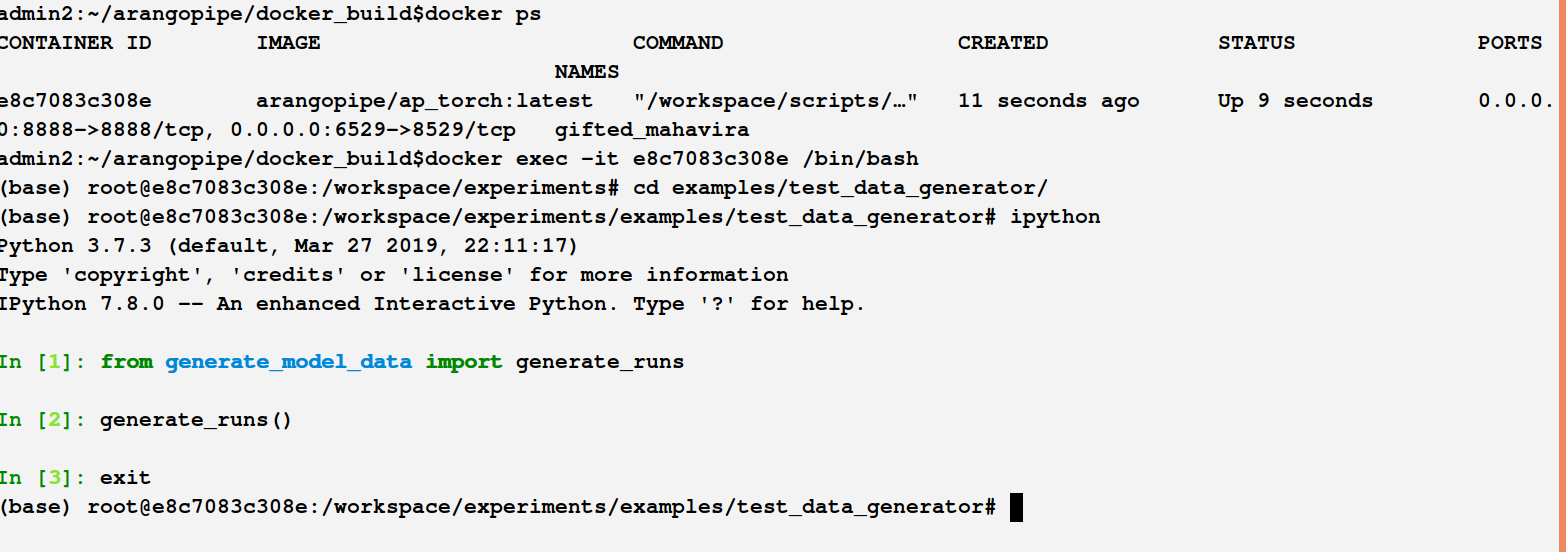 admin2:~/arangopipe/docker_build$docker ps
CONTAINER ID IMAGE COMMAND CREATED STATUS PORTS
NAMES
e8c7083c308e arangopipe/ap_torch:latest "/workspace/scripts/…" 11 seconds ago Up 9 seconds 0.0.0.
0:8888->8888/tcp, 0.0.0.0:6529->8529/tcp gifted_mahavira
admin2:~/arangopipe/docker_build$docker exec -it e8c7083c308e /bin/bash
(base) root@e8c7083c308e:/workspace/experiments# cd examples/test_data_generator/
(base) root@e8c7083c308e:/workspace/experiments/examples/test_data_generator# ipython
Python 3.7.3 (default, Mar 27 2019, 22:11:17)
Type 'copyright', 'credits' or 'license' for more information
IPython 7.8.0 -- An enhanced Interactive Python. Type '?' for help.
In [1]: from generate_model_data import generate_runs
In [2]: generate_runs()
In [3]: exit
(base) root@e8c7083c308e:/workspace/experiments/examples/test_data_generator#